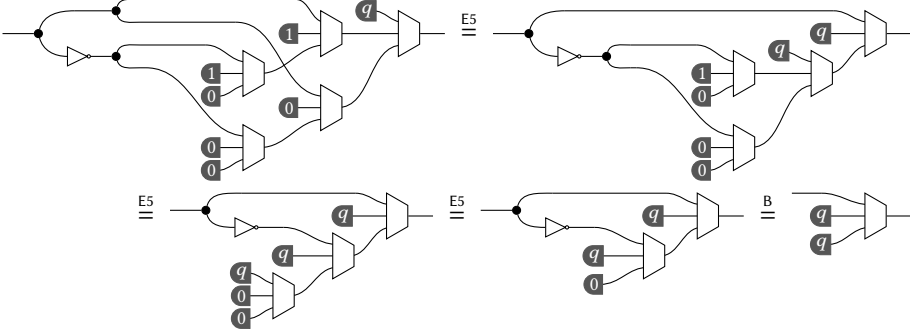 q
1 E5 = q
1 q
0 0 1
0
0 0
0 0
E5 = q E5 = q B = q
q q q
q 0
0
0